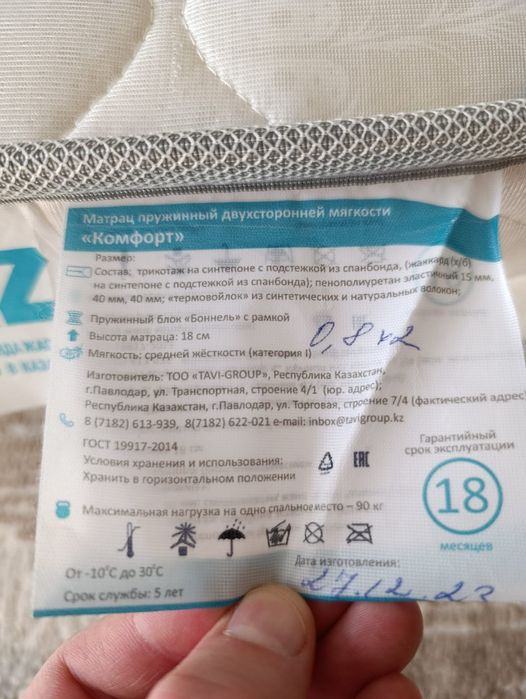 Матрац пружинный двухсторонней мягкости
«Комфорт»
Размер:
Состав: трикотаж на синтепоне с подстежкой из спанбонда, (жаккард (х/б)
на синтепоне с подстежкой из спанбонда); пенополиуретан эластичный 15 мм,
40 мм, 40 мм; «термовойлок» из синтетических и натуральных волокон;
Пружинный блок «Боннель» с рамкой
0,8х2
Высота матраца: 18 см
Мягкость: средней жёсткости (категория I)
Изготовитель: ТОО «TAVI-GROUP», Республика Казахстан,
г.Павлодар, ул. Транспортная, строение 4/1 (юр. адрес);
Республика Казахстан, г.Павлодар, ул. Торговая, строение 7/4 (фактический адрес)
8 (7182) 613-939, 8(7182) 622-021 e-mail: inbox@tavigroup.kz
ГОСТ 19917-2014
Условия хранения и использования:
Хранить в горизонтальном положении
EAC
Гарантийный
срок эксплуатации
18
месяцев
Максимальная нагрузка на одно спальное место – 90 кг
От -10°С до 30°С
Срок службы: 5 лет
Дата изготовления:
27.12.23